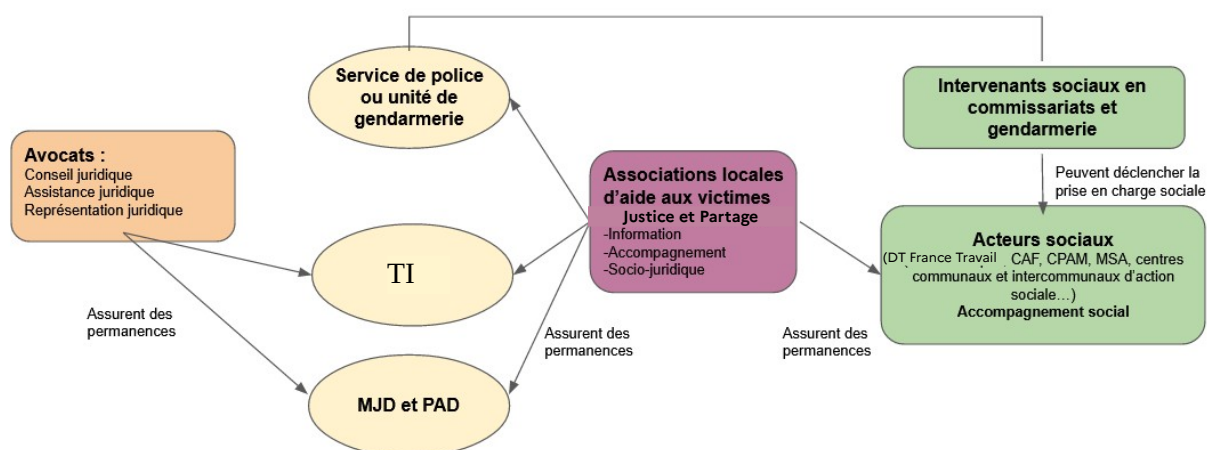 Service de police
ou unité de
gendarmerie
Intervenants sociaux en
commissariats et
gendarmerie
Avocats :
Conseil juridique
Assistance juridique
Représentation juridique
Associations locales
d'aide aux victimes
Justice et Partage
-Information
-Accompagnement
-Socio-juridique
Peuvent déclencher la
prise en charge sociale
Acteurs sociaux
(DT France Travail CAF, CPAM, MSA, centres
communaux et intercommunaux d'action
sociale...)
Accompagnement social
TI
Assurent des
permanences
Assurent des
permanences
Assurent des
permanences
MJD et PAD